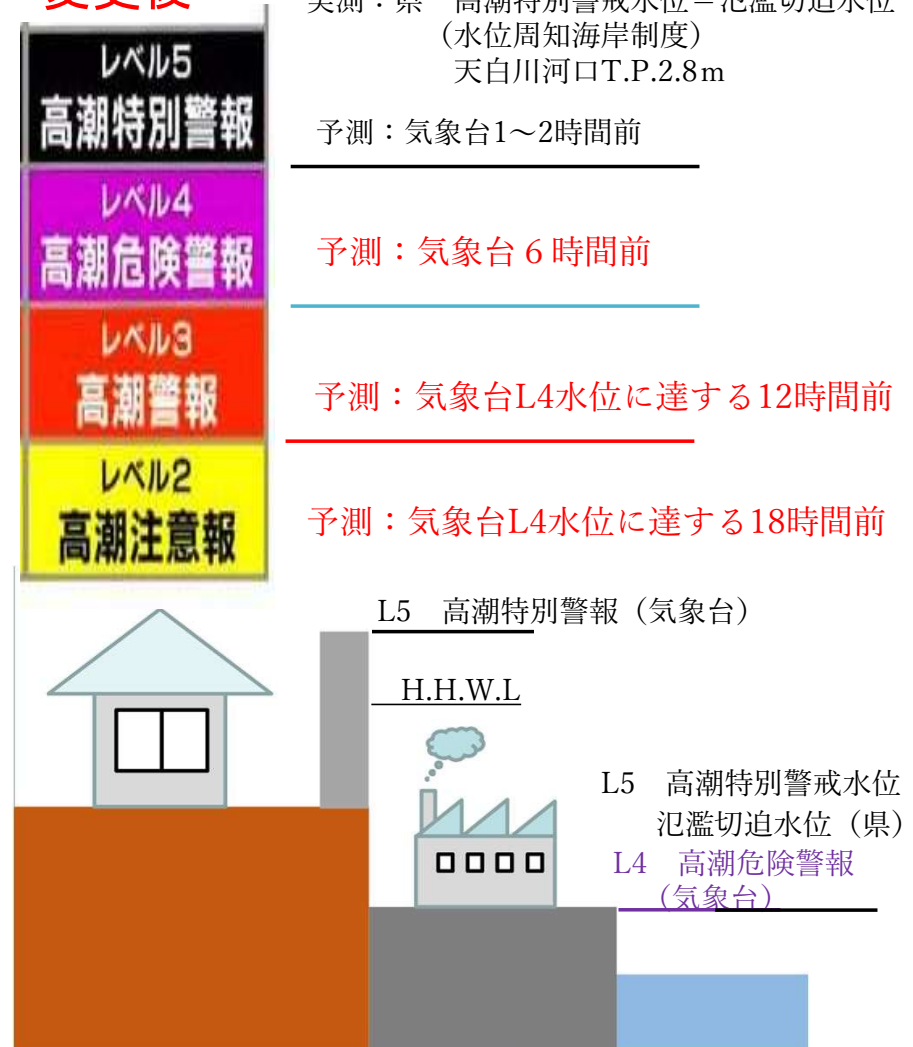 変更後
実測：県　高潮特別警戒水位＝氾濫切迫水位
（水位周知海岸制度）
天白川河口T.P.2.8m
レベル5
高潮特別警報
予測：気象台1～2時間前
レベル4
高潮危険警報
予測：気象台６時間前
レベル3
高潮警報
予測：気象台L4水位に達する12時間前
レベル2
高潮注意報
予測：気象台L4水位に達する18時間前
L5　高潮特別警報（気象台）
H.H.W.L
L5　高潮特別警戒水位
氾濫切迫水位（県）
L4　高潮危険警報
（気象台）